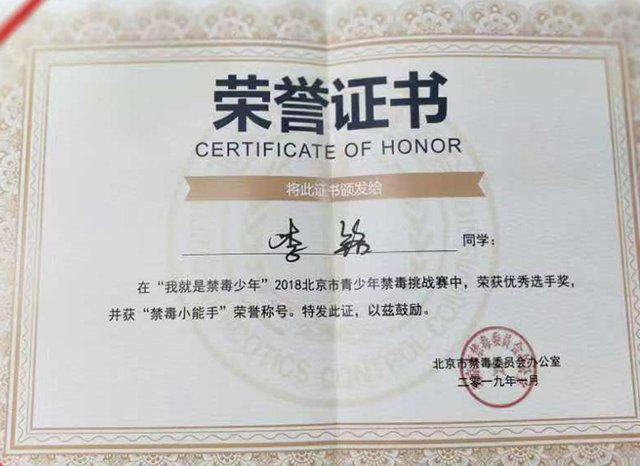 荣誉证书
CERTIFICATE OF HONOR
将此证书颁发给
李铭 同学：
在“我就是禁毒少年”2018北京市青少年禁毒挑战赛中，荣获优秀选手奖，
并获“禁毒小能手”荣誉称号。特发此证，以兹鼓励。
北京市禁毒委员会办公室
二零一九年一月